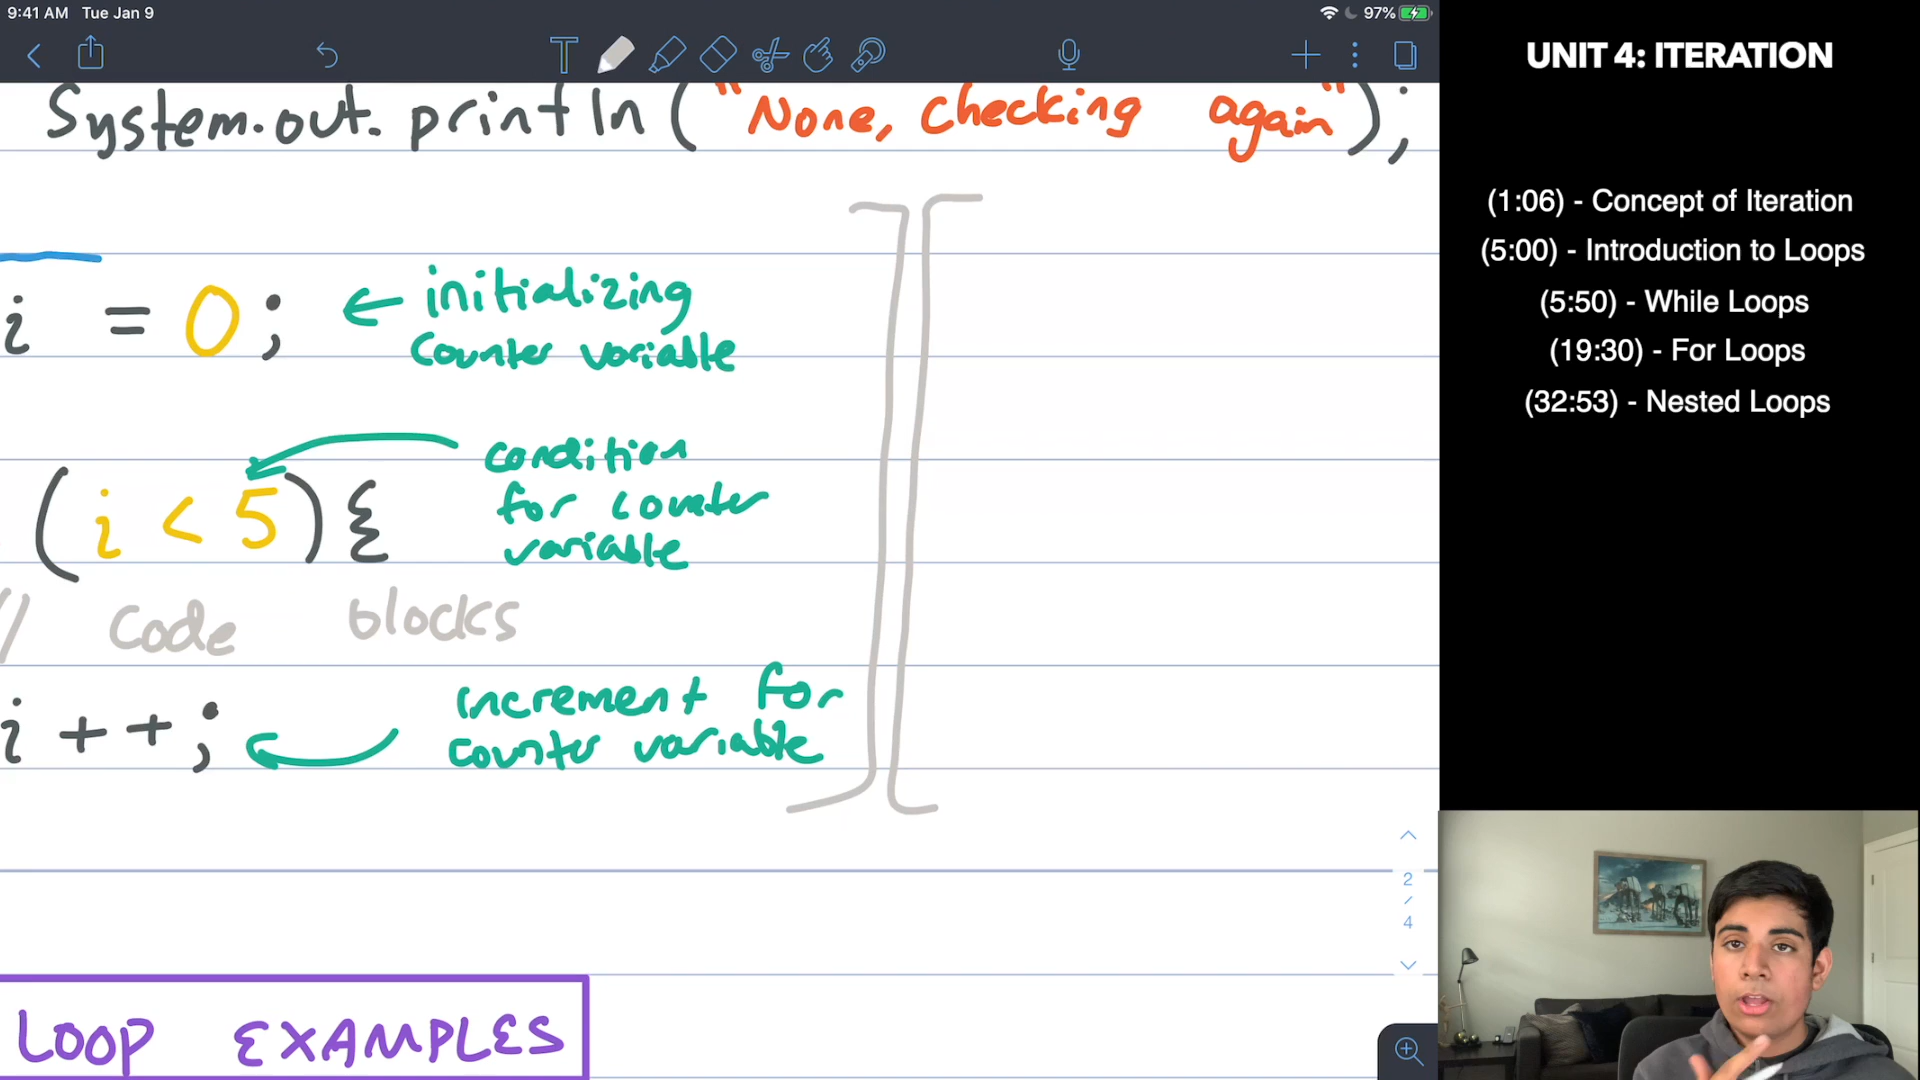 9:41 AM Tue Jan 9
97%
UNIT 4: ITERATION
(1:06) - Concept of Iteration
(5:00) - Introduction to Loops
(5:50) - While Loops
(19:30) - For Loops
(32:53) - Nested Loops
System.out.println("None, checking again");
i = 0; ← initializing
counter variable
(i < 5){
condition
for counter
variable
// code blocks
i++;
increment for
counter variable
2
/
4
LOOP EXAMPLES